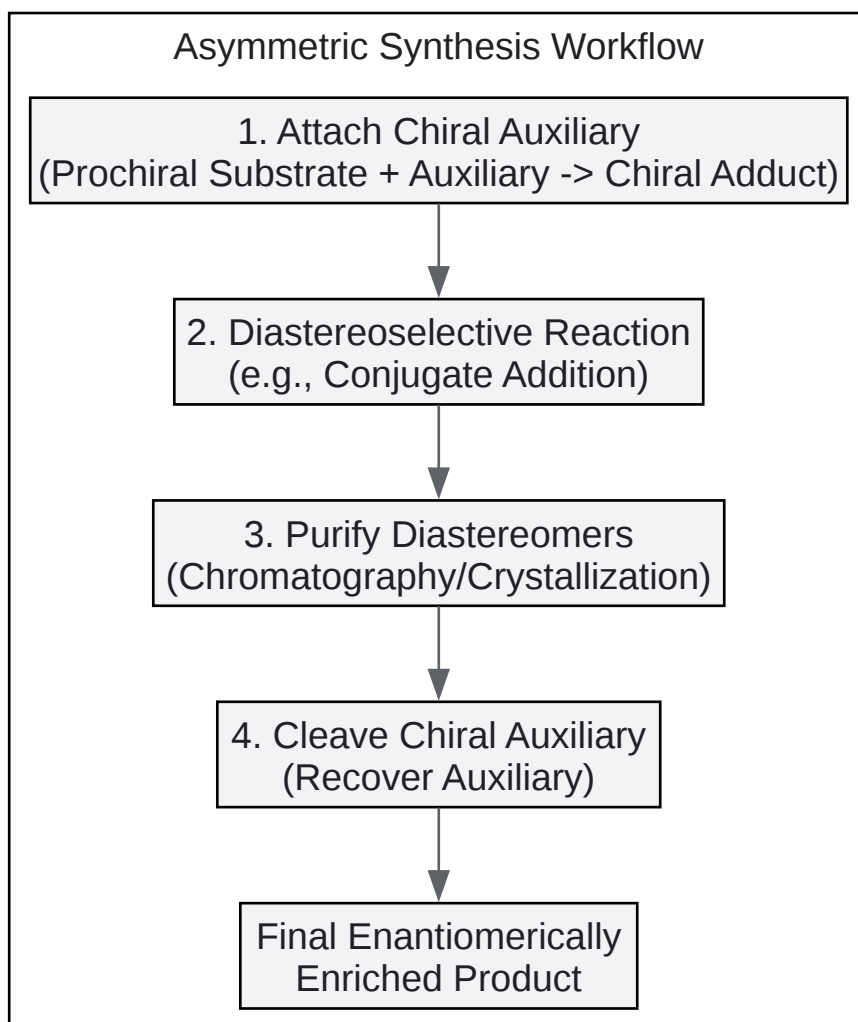 Asymmetric Synthesis Workflow
1. Attach Chiral Auxiliary
(Prochiral Substrate + Auxiliary -> Chiral Adduct)
2. Diastereoselective Reaction
(e.g., Conjugate Addition)
3. Purify Diastereomers
(Chromatography/Crystallization)
4. Cleave Chiral Auxiliary
(Recover Auxiliary)
Final Enantiomerically
Enriched Product